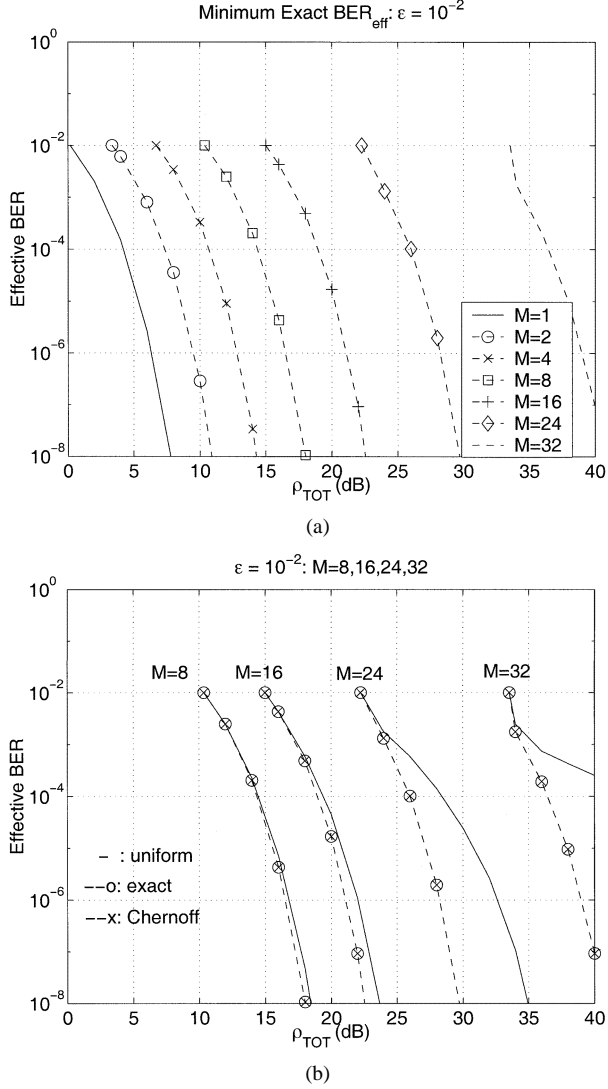 Minimum Exact BER_eff: ε = 10^-2
10^0
10^-2
10^-4
10^-6
10^-8
Effective BER
M=1
M=2
M=4
M=8
M=16
M=24
M=32
0 5 10 15 20 25 30 35 40
ρ_TOT (dB)
(a)
ε = 10^-2: M=8,16,24,32
10^0
10^-2
10^-4
10^-6
10^-8
Effective BER
M=8 M=16 M=24 M=32
– : uniform
--o: exact
--x: Chernoff
0 5 10 15 20 25 30 35 40
ρ_TOT (dB)
(b)